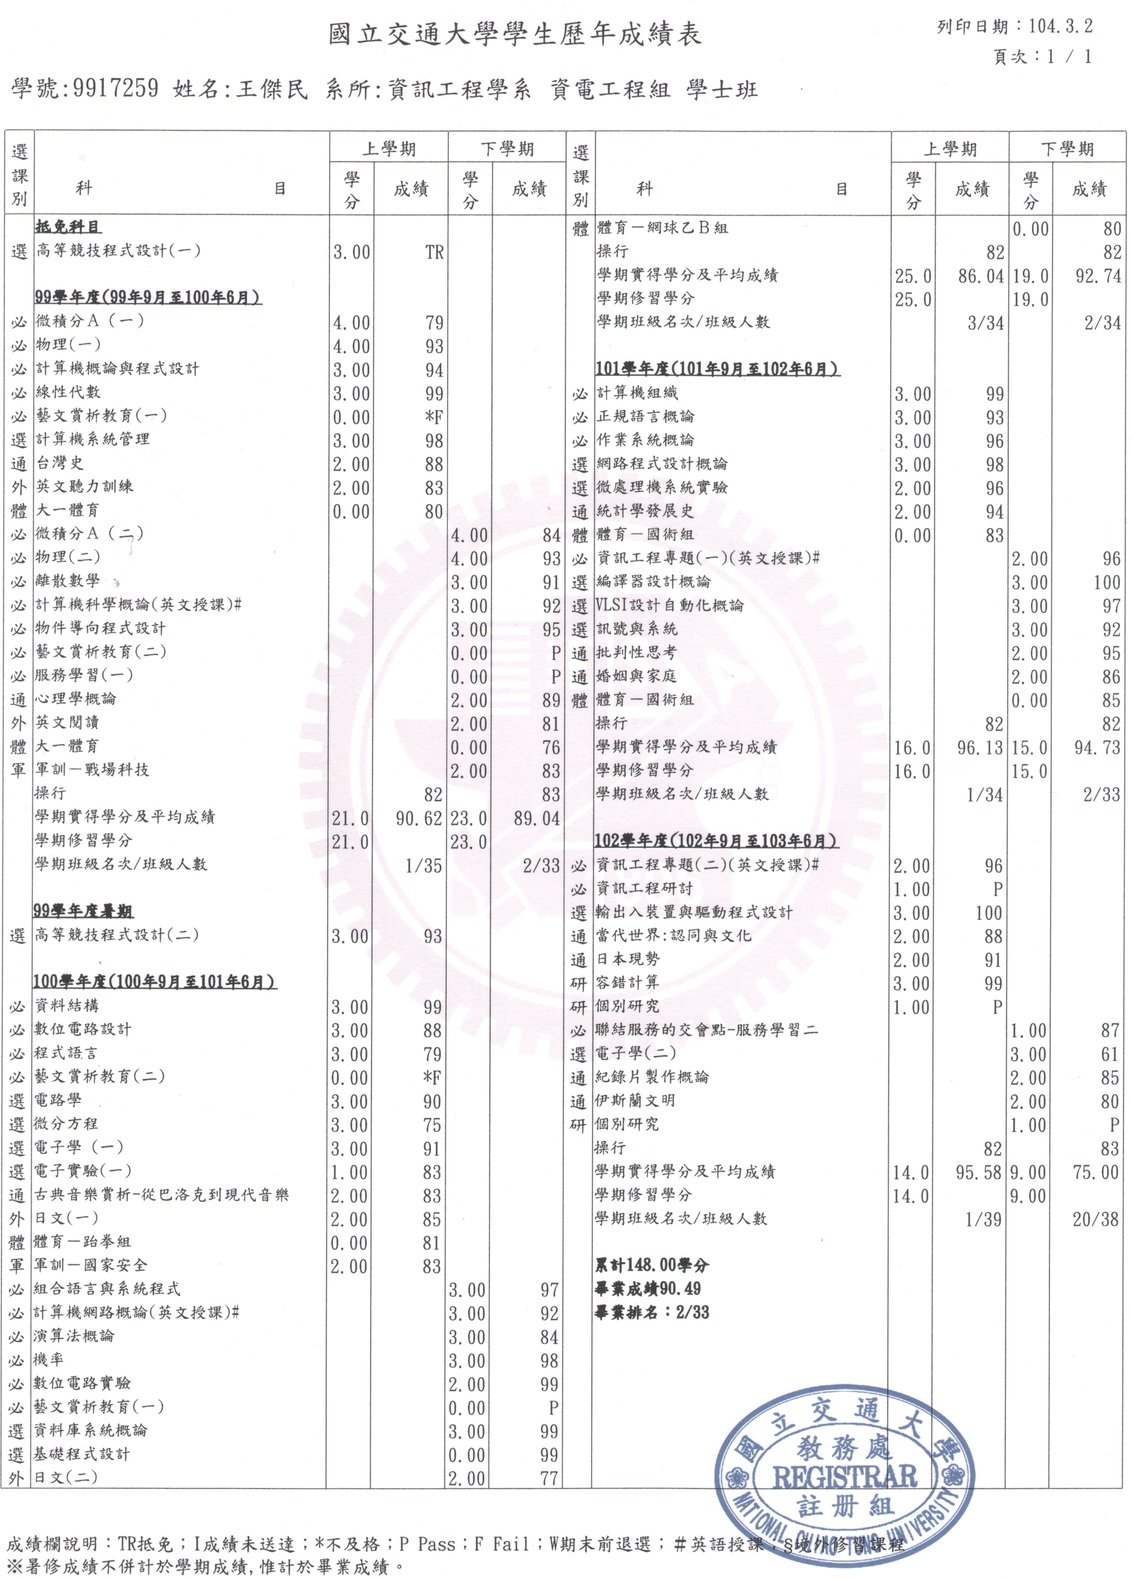 國立交通大學學生歷年成績表
列印日期：104.3.2
頁次：1 / 1
學號:9917259 姓名:王傑民 系所:資訊工程學系 資電工程組 學士班
選課別 科 目 上學期 下學期
學分 成績 學分 成績
抵免科目
選 高等競技程式設計(一) 3.00 TR
99學年度(99年9月至100年6月)
必 微積分A（一） 4.00 79
必 物理(一) 4.00 93
必 計算機概論與程式設計 3.00 94
必 線性代數 3.00 99
必 藝文賞析教育(一) 0.00 *F
選 計算機系統管理 3.00 98
通 台灣史 2.00 88
外 英文聽力訓練 2.00 83
體 大一體育 0.00 80
必 微積分A（二） 4.00 84
必 物理(二) 4.00 93
必 離散數學 3.00 91
必 計算機科學概論(英文授課)# 3.00 92
必 物件導向程式設計 3.00 95
必 藝文賞析教育(二) 0.00 P
必 服務學習(一) 0.00 P
通 心理學概論 2.00 89
外 英文閱讀 2.00 81
體 大一體育 0.00 76
軍 軍訓－戰場科技 2.00 83
操行 82 83
學期實得學分及平均成績 21.0 90.62 23.0 89.04
學期修習學分 21.0 23.0
學期班級名次/班級人數 1/35 2/33
99學年度暑期
選 高等競技程式設計(二) 3.00 93
100學年度(100年9月至101年6月)
必 資料結構 3.00 99
必 數位電路設計 3.00 88
必 程式語言 3.00 79
必 藝文賞析教育(二) 0.00 *F
選 電路學 3.00 90
選 微分方程 3.00 75
選 電子學（一） 3.00 91
選 電子實驗(一) 1.00 83
通 古典音樂賞析-從巴洛克到現代音樂 2.00 83
外 日文(一) 2.00 85
體 體育－跆拳組 0.00 81
軍 軍訓－國家安全 2.00 83
必 組合語言與系統程式 3.00 97
必 計算機網路概論(英文授課)# 3.00 92
必 演算法概論 3.00 84
必 機率 3.00 98
必 數位電路實驗 2.00 99
必 藝文賞析教育(一) 0.00 P
選 資料庫系統概論 3.00 99
選 基礎程式設計 0.00 99
外 日文(二) 2.00 77
選課別 科 目 上學期 下學期
學分 成績 學分 成績
體 體育－網球乙B組 0.00 80
操行 82 82
學期實得學分及平均成績 25.0 86.04 19.0 92.74
學期修習學分 25.0 19.0
學期班級名次/班級人數 3/34 2/34
101學年度(101年9月至102年6月)
必 計算機組織 3.00 99
必 正規語言概論 3.00 93
必 作業系統概論 3.00 96
選 網路程式設計概論 3.00 98
選 微處理機系統實驗 2.00 96
通 統計學發展史 2.00 94
體 體育－國術組 0.00 83
必 資訊工程專題(一)(英文授課)# 2.00 96
選 編譯器設計概論 3.00 100
選 VLSI設計自動化概論 3.00 97
選 訊號與系統 3.00 92
通 批判性思考 2.00 95
通 婚姻與家庭 2.00 86
體 體育－國術組 0.00 85
操行 82 82
學期實得學分及平均成績 16.0 96.13 15.0 94.73
學期修習學分 16.0 15.0
學期班級名次/班級人數 1/34 2/33
102學年度(102年9月至103年6月)
必 資訊工程專題(二)(英文授課)# 2.00 96
必 資訊工程研討 1.00 P
選 輸出入裝置與驅動程式設計 3.00 100
通 當代世界:認同與文化 2.00 88
通 日本現勢 2.00 91
研 容錯計算 3.00 99
研 個別研究 1.00 P
必 聯結服務的交會點-服務學習二 1.00 87
選 電子學(二) 3.00 61
通 紀錄片製作概論 2.00 85
通 伊斯蘭文明 2.00 80
研 個別研究 1.00 P
操行 82 83
學期實得學分及平均成績 14.0 95.58 9.00 75.00
學期修習學分 14.0 9.00
學期班級名次/班級人數 1/39 20/38
累計148.00學分
畢業成績90.49
畢業排名：2/33
國立交通大學
教務處
REGISTRAR
註册組
NATIONAL CHIAO TUNG UNIVERSITY
成績欄說明：TR抵免；I成績未送達；*不及格；P Pass；F Fail；W期末前退選；＃英語授課，§境外修習課程
※暑修成績不併計於學期成績,惟計於畢業成績。